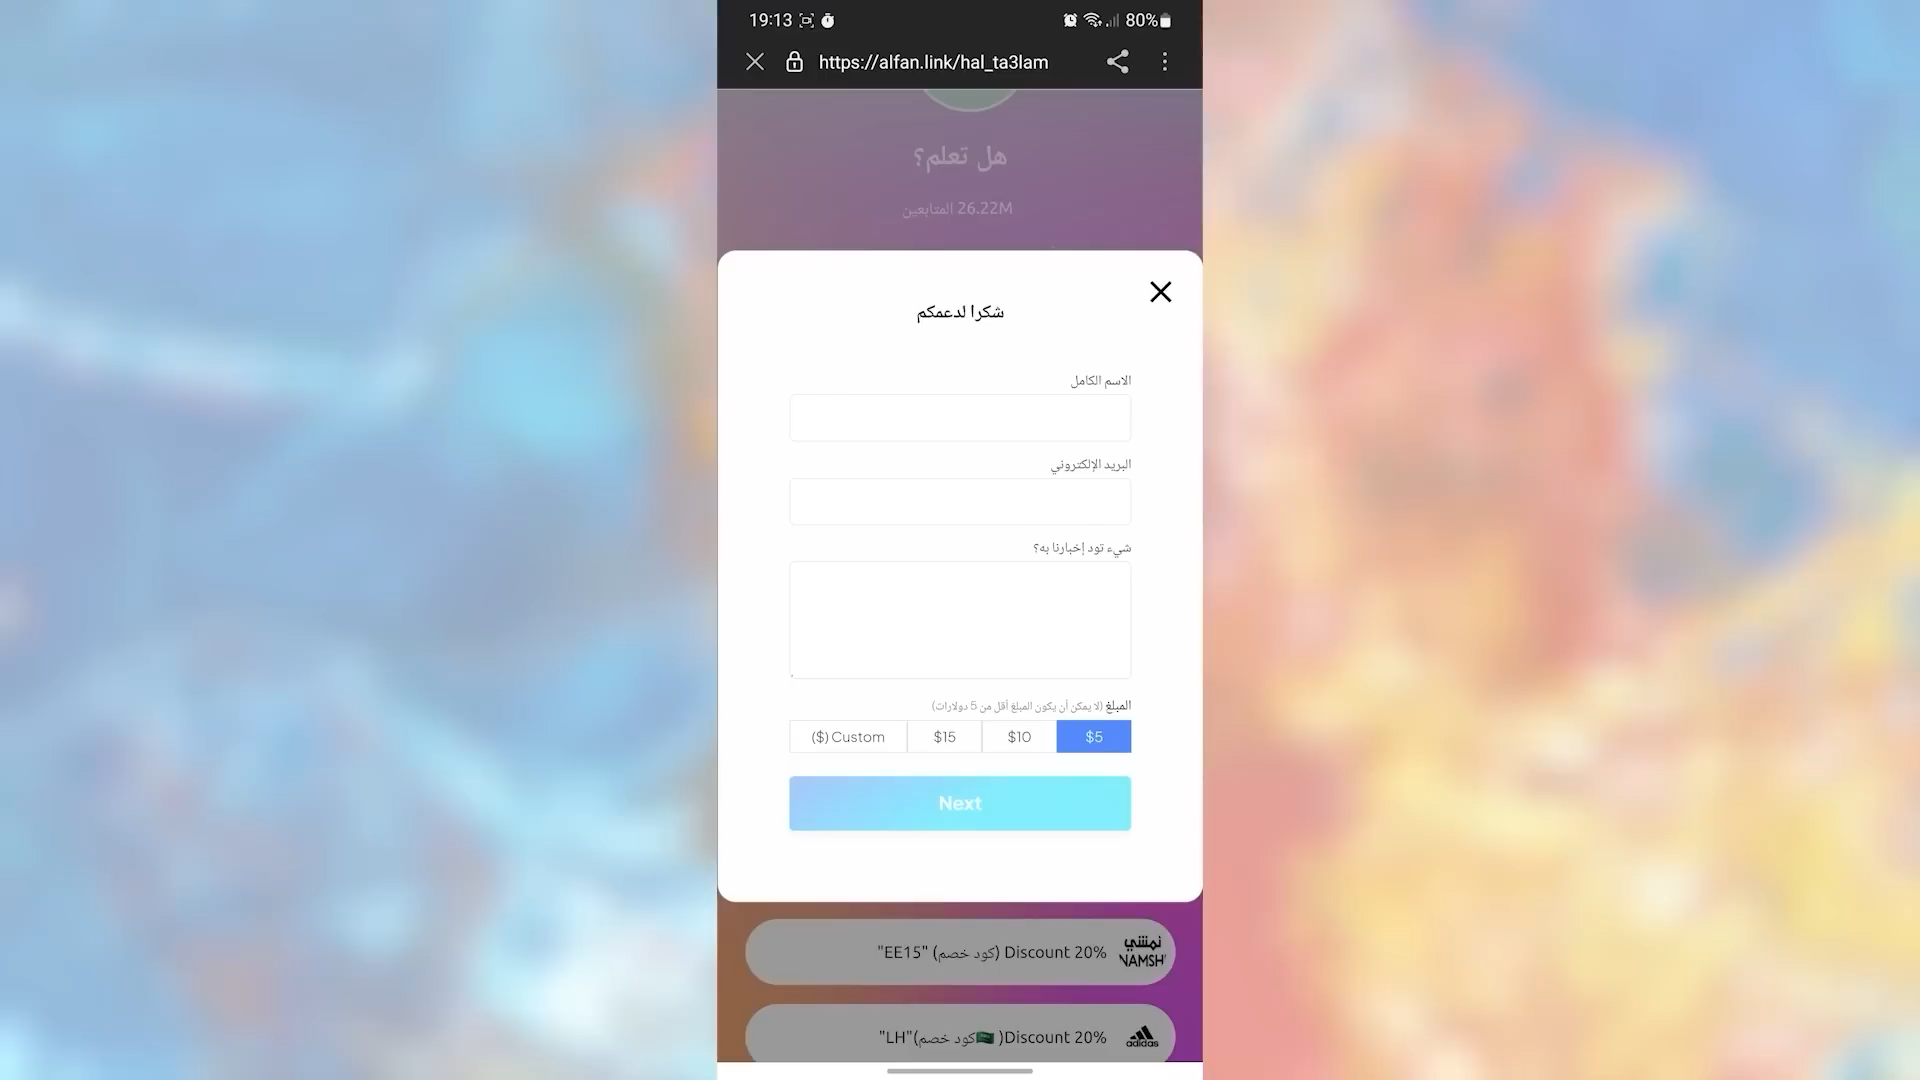 19:13
80%
https://alfan.link/hal_ta3lam
هل تعلم؟
26.22M المتابعين
شكرا لدعمكم
الاسم الكامل
البريد الإلكتروني
شيء تود إخبارنا به؟
المبلغ (لا يمكن أن يكون المبلغ أقل من 5 دولارات)
($) Custom
$15
$10
$5
Next
"EE15" (كود خصم) Discount 20%
نمشي
NAMSHI
"LH"(كود خصم🇸🇦 )Discount 20%
adidas